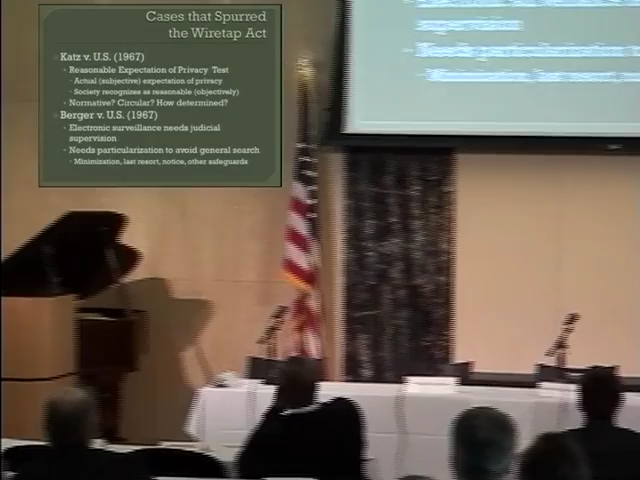 Cases that Spurred
the Wiretap Act
Katz v. U.S. (1967)
Reasonable Expectation of Privacy Test
Actual (subjective) expectation of privacy
Society recognizes as reasonable (objectively)
Normative? Circular? How determined?
Berger v. U.S. (1967)
Electronic surveillance needs judicial
supervision
Needs particularization to avoid general search
Minimization, last resort, notice, other safeguards